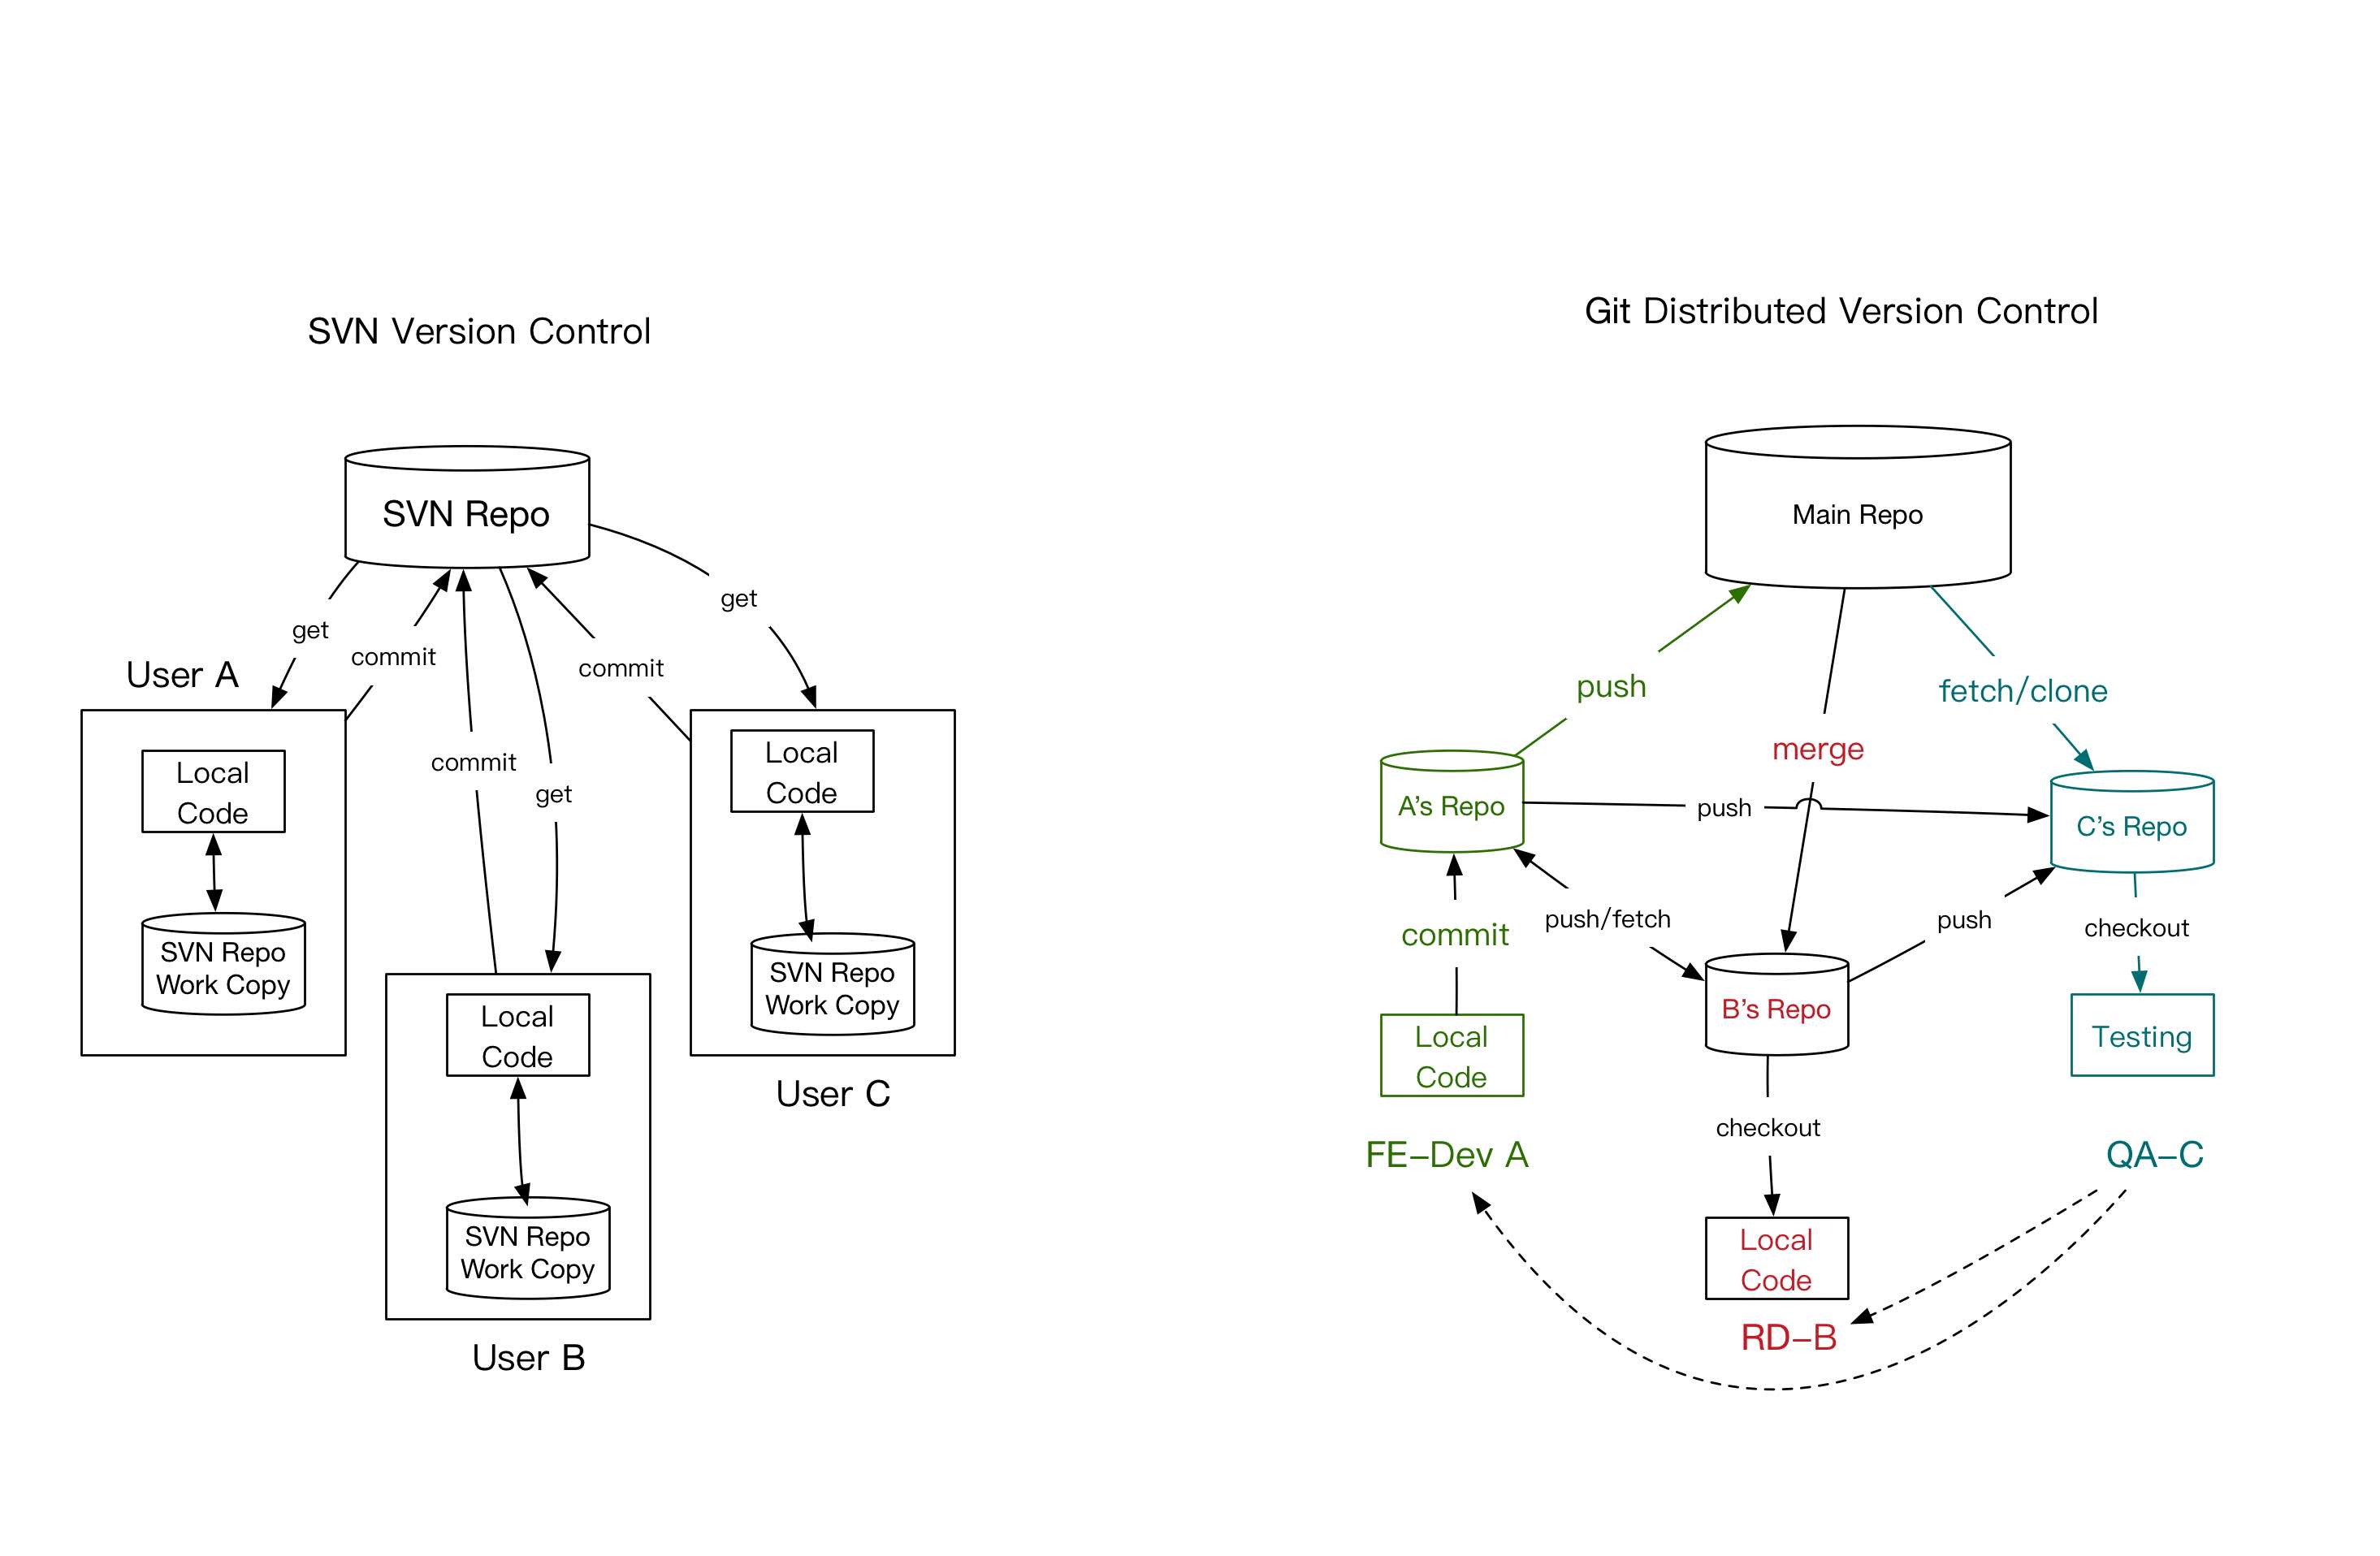 SVN Version Control
SVN Repo
get
commit
commit
get
commit
get
User A
Local
Code
SVN Repo
Work Copy
Local
Code
SVN Repo
Work Copy
User B
Local
Code
SVN Repo
Work Copy
User C
Git Distributed Version Control
Main Repo
push
merge
fetch/clone
A's Repo
push
C's Repo
commit
push/fetch
push
checkout
B's Repo
Local
Code
Testing
checkout
FE–Dev A
QA–C
Local
Code
RD–B